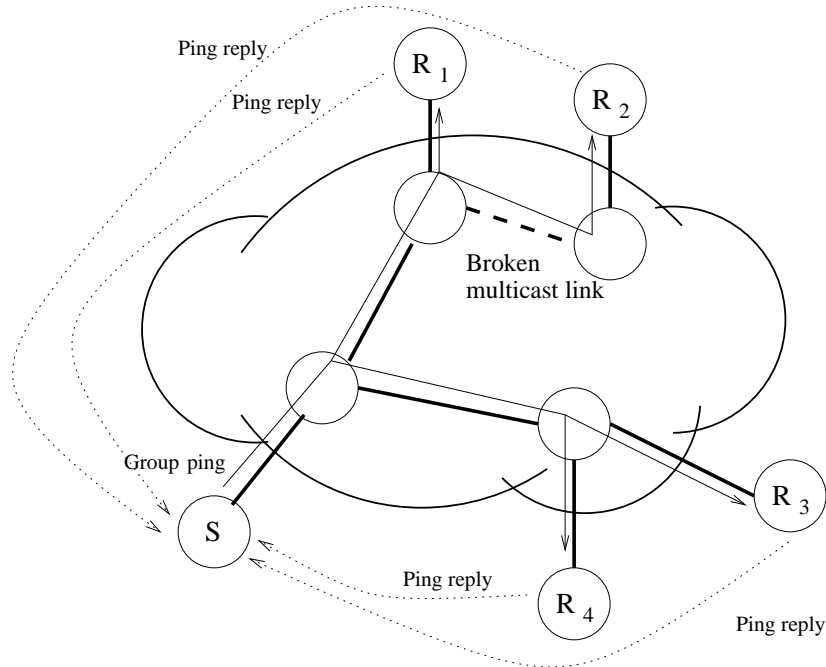 Ping reply
R 1
Ping reply
R 2
Broken
multicast link
Group ping
S
R 3
Ping reply
R 4
Ping reply